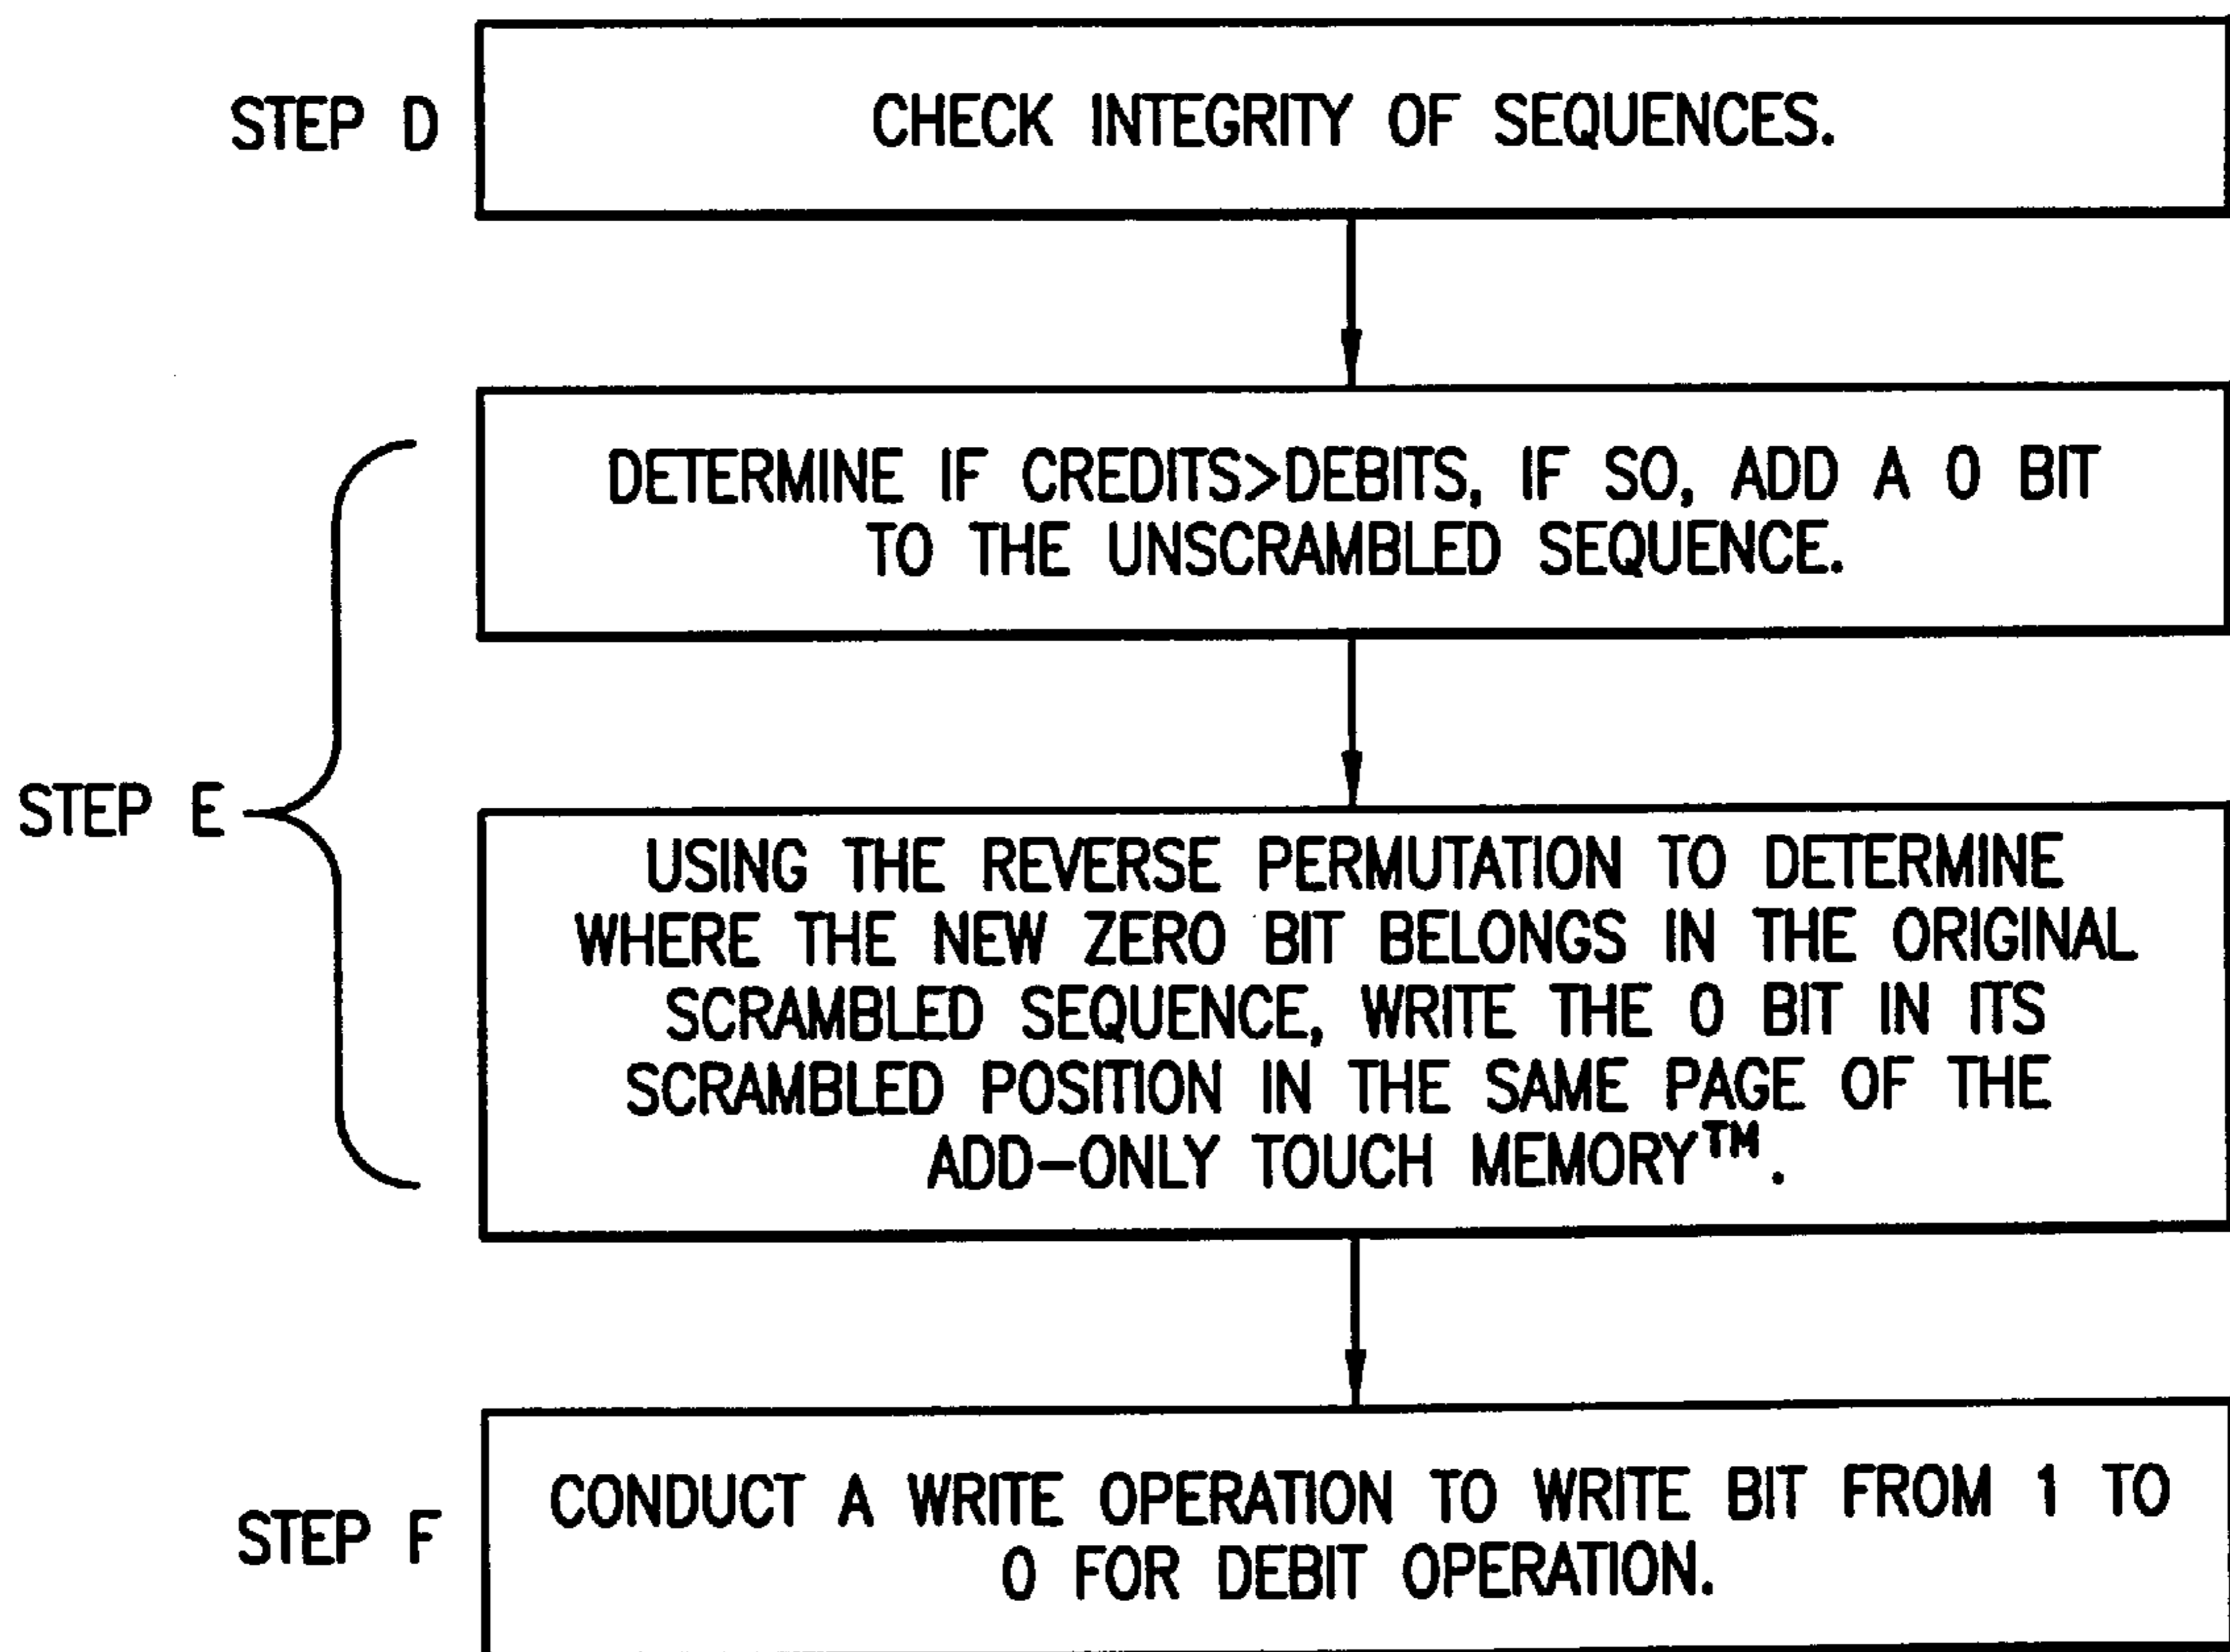 STEP D
CHECK INTEGRITY OF SEQUENCES.
DETERMINE IF CREDITS>DEBITS, IF SO, ADD A 0 BIT
TO THE UNSCRAMBLED SEQUENCE.
STEP E
USING THE REVERSE PERMUTATION TO DETERMINE
WHERE THE NEW ZERO BIT BELONGS IN THE ORIGINAL
SCRAMBLED SEQUENCE, WRITE THE 0 BIT IN ITS
SCRAMBLED POSITION IN THE SAME PAGE OF THE
ADD-ONLY TOUCH MEMORY™.
STEP F
CONDUCT A WRITE OPERATION TO WRITE BIT FROM 1 TO
0 FOR DEBIT OPERATION.